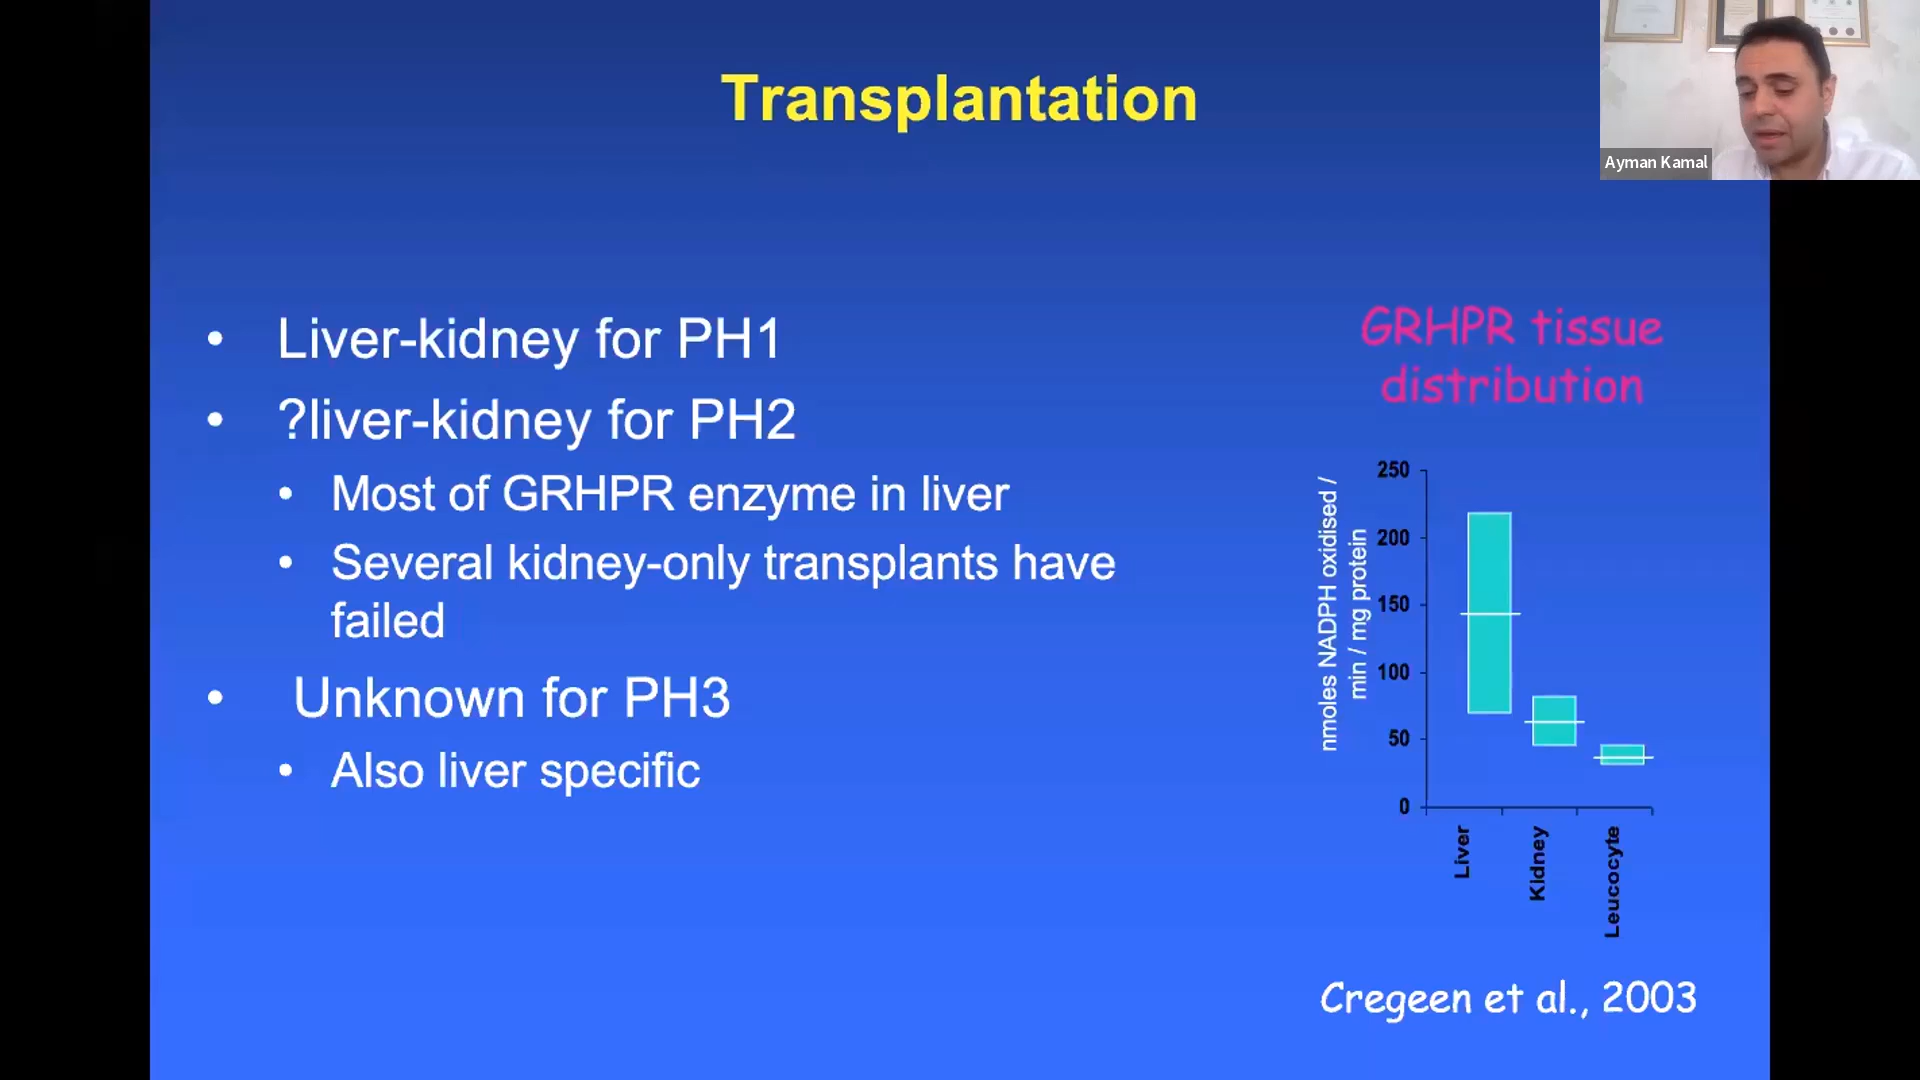 Transplantation
Ayman Kamal
• Liver-kidney for PH1
• ?liver-kidney for PH2
• Most of GRHPR enzyme in liver
• Several kidney-only transplants have
failed
• Unknown for PH3
• Also liver specific
GRHPR tissue
distribution
nmoles NADPH oxidised /
min / mg protein
250
200
150
100
50
0
Liver
Kidney
Leucocyte
Cregeen et al., 2003